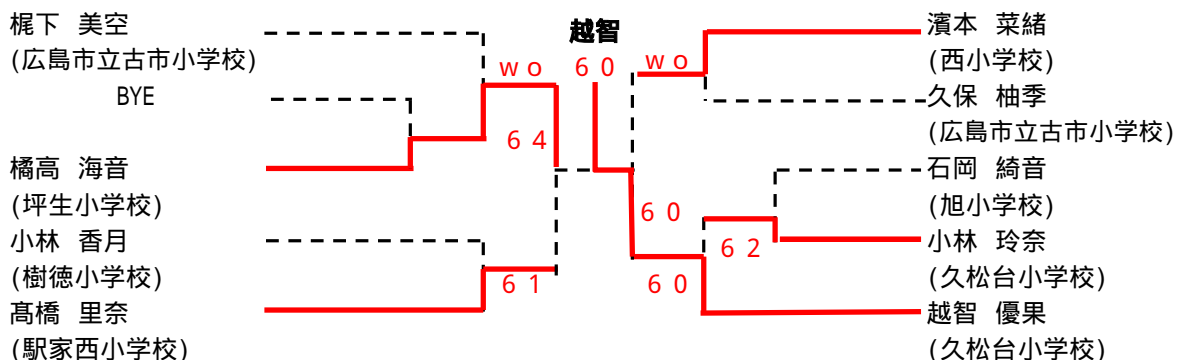 梶下 美空
(広島市立古市小学校)
BYE
橘高 海音
(坪生小学校)
小林 香月
(樹徳小学校)
髙橋 里奈
(駅家西小学校)
wo
64
61
越智
60
wo
60
62
60
濱本 菜緒
(西小学校)
久保 柚季
(広島市立古市小学校)
石岡 綺音
(旭小学校)
小林 玲奈
(久松台小学校)
越智 優果
(久松台小学校)